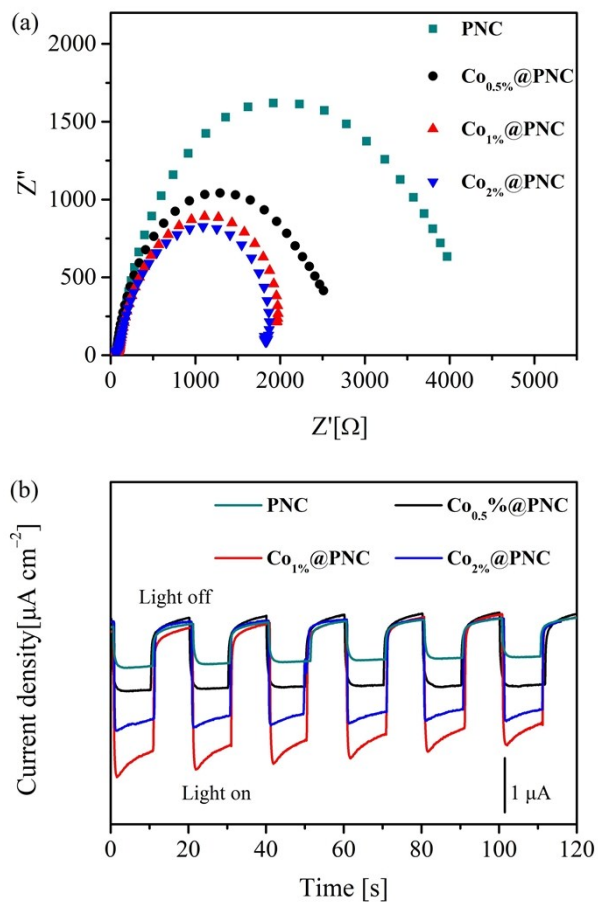 (a)
2000
1500
1000
500
0
Z''
PNC
Co0.5%@PNC
Co1%@PNC
Co2%@PNC
0 1000 2000 3000 4000 5000
Z'[Ω]
(b)
PNC Co0.5%@PNC
Co1%@PNC Co2%@PNC
Light off
Current density[μA cm−2]
Light on
1 μA
0 20 40 60 80 100 120
Time [s]